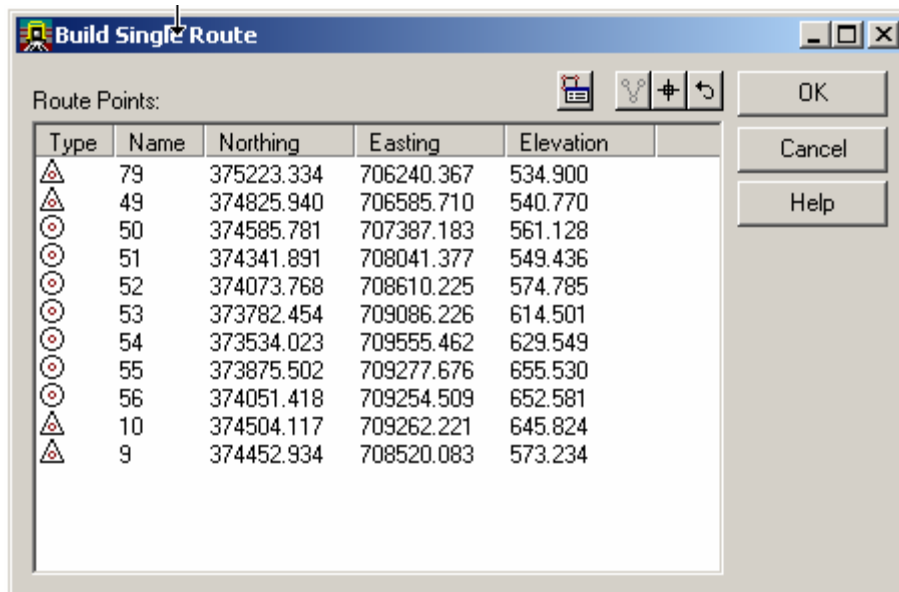 Build Single Route
Route Points:
OK
Cancel
Help
Type Name Northing Easting Elevation
79 375223.334 706240.367 534.900
49 374825.940 706585.710 540.770
50 374585.781 707387.183 561.128
51 374341.891 708041.377 549.436
52 374073.768 708610.225 574.785
53 373782.454 709086.226 614.501
54 373534.023 709555.462 629.549
55 373875.502 709277.676 655.530
56 374051.418 709254.509 652.581
10 374504.117 709262.221 645.824
9 374452.934 708520.083 573.234